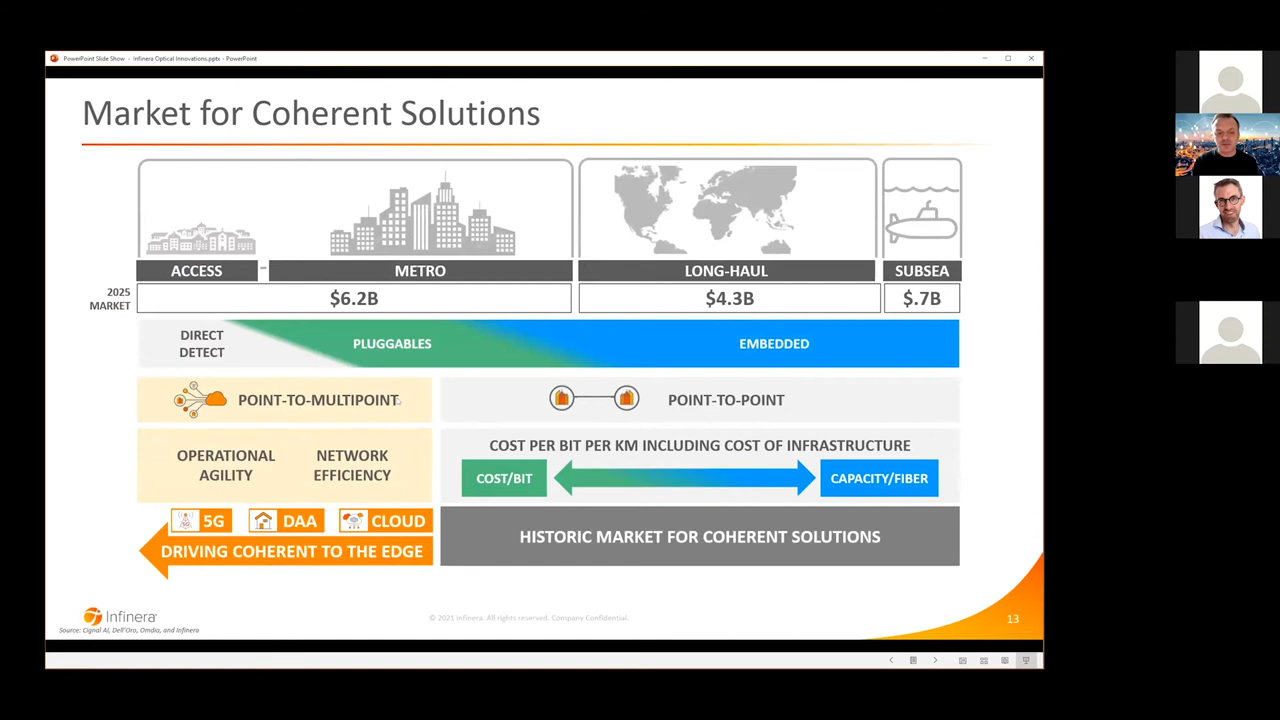 PowerPoint Slide Show - Infinera Optical Innovations.pptx - PowerPoint
Market for Coherent Solutions
ACCESS
METRO
LONG-HAUL
SUBSEA
2025
MARKET
$6.2B
$4.3B
$.7B
DIRECT
DETECT
PLUGGABLES
EMBEDDED
POINT-TO-MULTIPOINT
POINT-TO-POINT
OPERATIONAL
AGILITY
NETWORK
EFFICIENCY
COST PER BIT PER KM INCLUDING COST OF INFRASTRUCTURE
COST/BIT
CAPACITY/FIBER
5G
DAA
CLOUD
DRIVING COHERENT TO THE EDGE
HISTORIC MARKET FOR COHERENT SOLUTIONS
Infinera
Source: Cignal AI, Dell'Oro, Omdia, and Infinera
© 2021 Infinera. All rights reserved. Company Confidential.
13